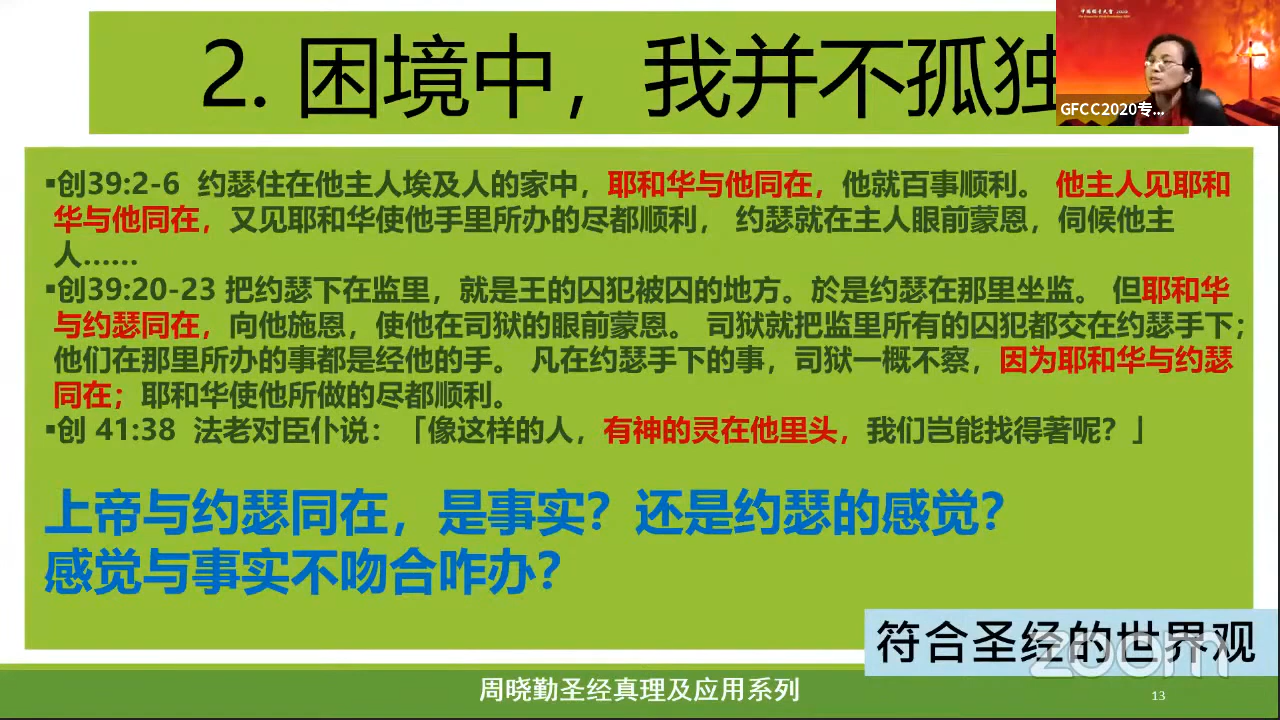 2. 困境中，我并不孤独
GFCC2020专...
▪创39:2-6 约瑟住在他主人埃及人的家中，耶和华与他同在，他就百事顺利。 他主人见耶和
华与他同在，又见耶和华使他手里所办的尽都顺利， 约瑟就在主人眼前蒙恩，伺候他主
人……
▪创39:20-23 把约瑟下在监里，就是王的囚犯被囚的地方。於是约瑟在那里坐监。 但耶和华
与约瑟同在，向他施恩，使他在司狱的眼前蒙恩。 司狱就把监里所有的囚犯都交在约瑟手下；
他们在那里所办的事都是经他的手。 凡在约瑟手下的事，司狱一概不察，因为耶和华与约瑟
同在；耶和华使他所做的尽都顺利。
▪创 41:38 法老对臣仆说：「像这样的人，有神的灵在他里头，我们岂能找得著呢？」
上帝与约瑟同在，是事实？还是约瑟的感觉？
感觉与事实不吻合咋办？
符合圣经的世界观
zoom
周晓勤圣经真理及应用系列
13